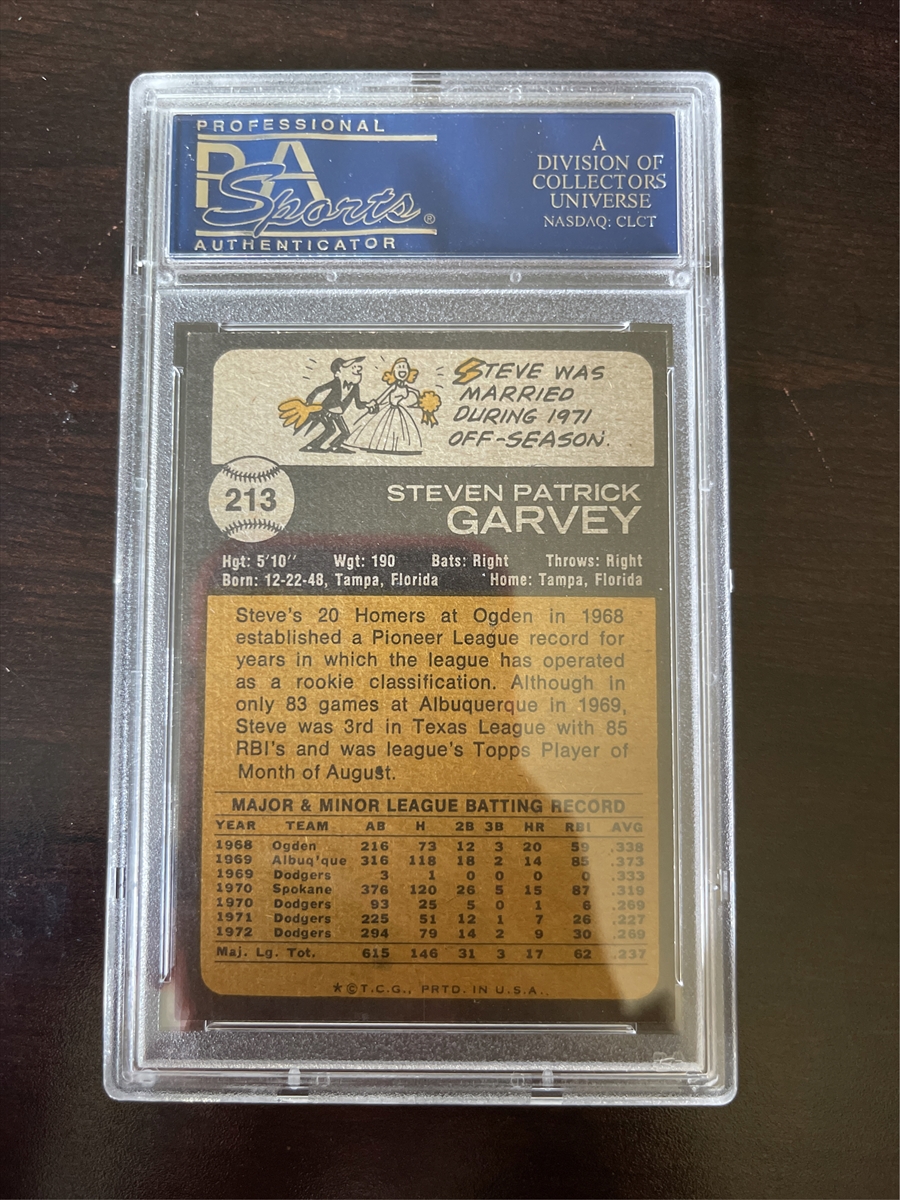 PROFESSIONAL
PSA
Sports®
AUTHENTICATOR
A
DIVISION OF
COLLECTORS
UNIVERSE
NASDAQ: CLCT
STEVE WAS
MARRIED
DURING 1971
OFF-SEASON.
213
STEVEN PATRICK
GARVEY
Hgt: 5'10" Wgt: 190 Bats: Right Throws: Right
Born: 12-22-48, Tampa, Florida Home: Tampa, Florida
Steve's 20 Homers at Ogden in 1968
established a Pioneer League record for
years in which the league has operated
as a rookie classification. Although in
only 83 games at Albuquerque in 1969,
Steve was 3rd in Texas League with 85
RBI's and was league's Topps Player of
Month of August.
MAJOR & MINOR LEAGUE BATTING RECORD
YEAR TEAM AB H 2B 3B HR RBI AVG
1968 Ogden 216 73 12 3 20 59 .338
1969 Albuq'que 316 118 18 2 14 85 .373
1969 Dodgers 3 1 0 0 0 0 .333
1970 Spokane 376 120 26 5 15 87 .319
1970 Dodgers 93 25 5 0 1 6 .269
1971 Dodgers 225 51 12 1 7 26 .227
1972 Dodgers 294 79 14 2 9 30 .269
Maj. Lg. Tot. 615 146 31 3 17 62 .237
★©T.C.G., PRTD. IN U.S.A.